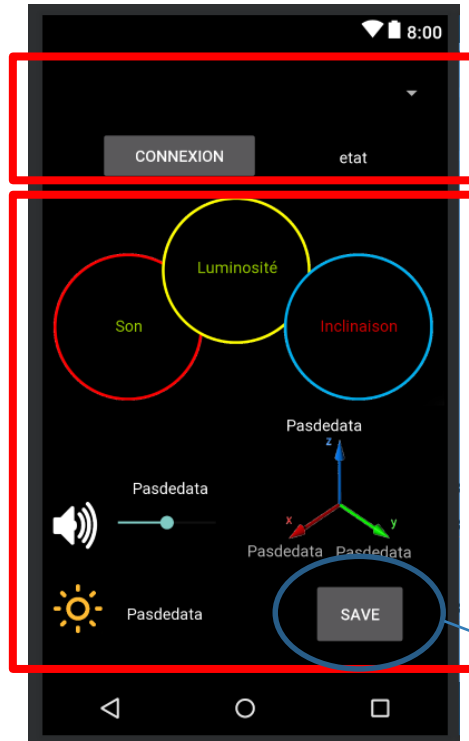 8:00
CONNEXION
etat
Luminosité
Son
Inclinaison
Pasdedata
z
Pasdedata
x
y
Pasdedata
Pasdedata
Pasdedata
SAVE